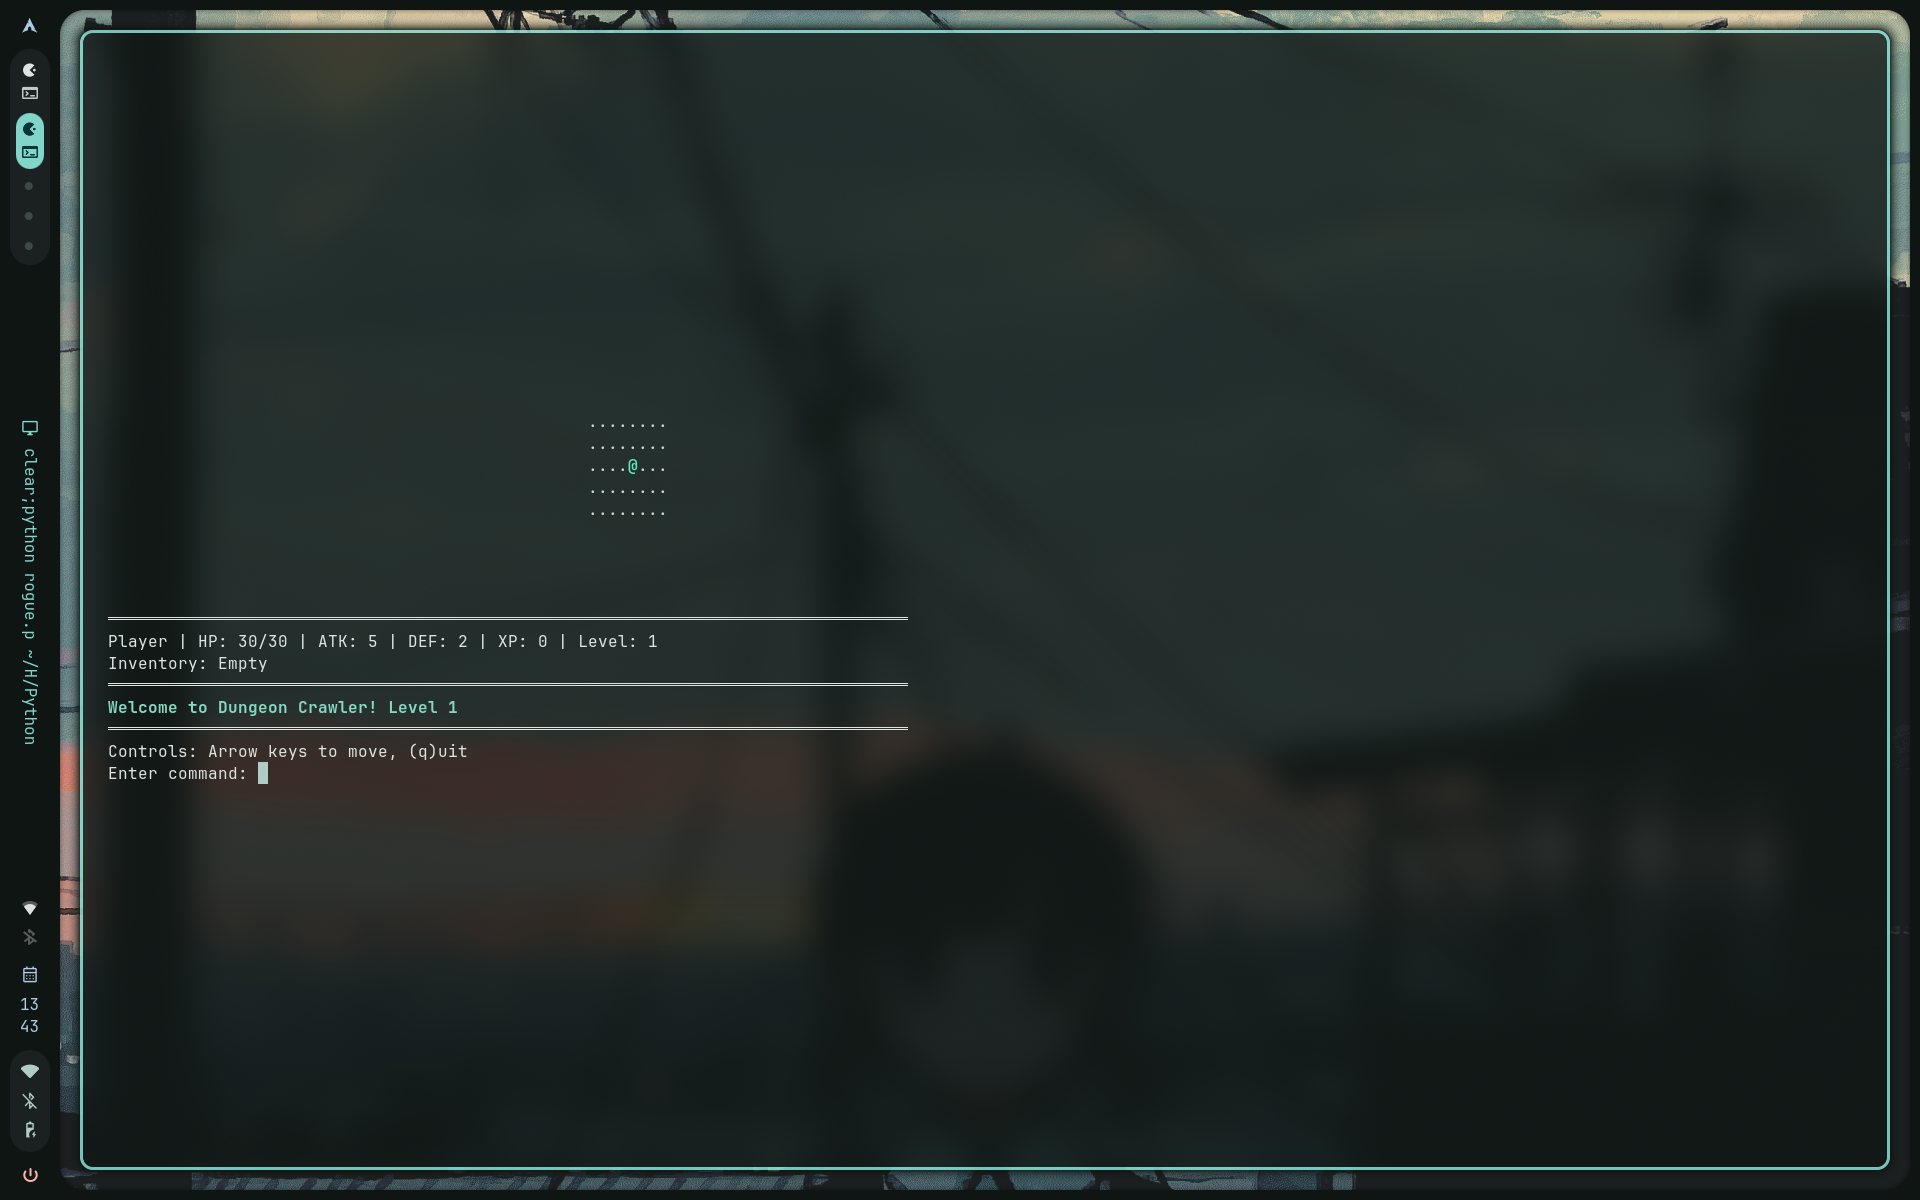 clear;python rogue.p ~/H/Python
13
43
........
........
....@...
........
........
Player | HP: 30/30 | ATK: 5 | DEF: 2 | XP: 0 | Level: 1
Inventory: Empty
Welcome to Dungeon Crawler! Level 1
Controls: Arrow keys to move, (q)uit
Enter command: